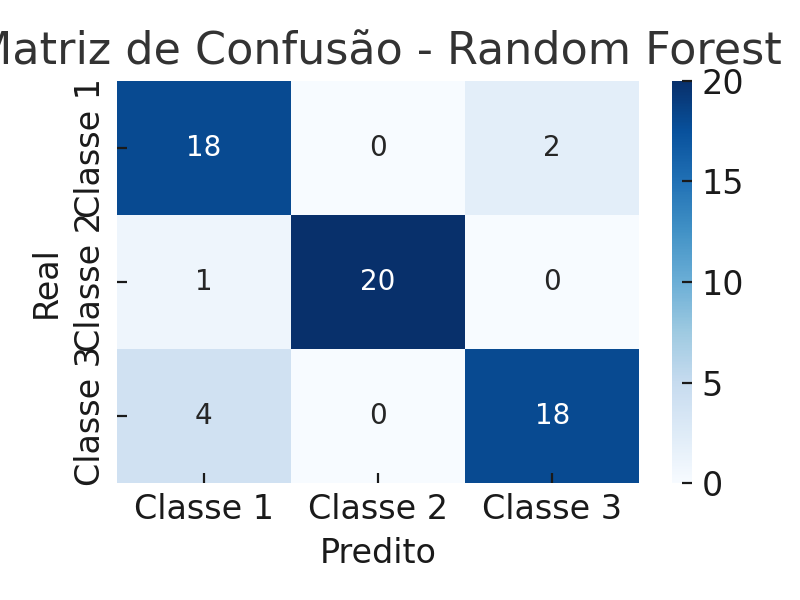 Matriz de Confusão - Random Forest
20
15
10
5
0
Real
Classe 1
Classe 2
Classe 3
18 0 2
1 20 0
4 0 18
Classe 1 Classe 2 Classe 3
Predito